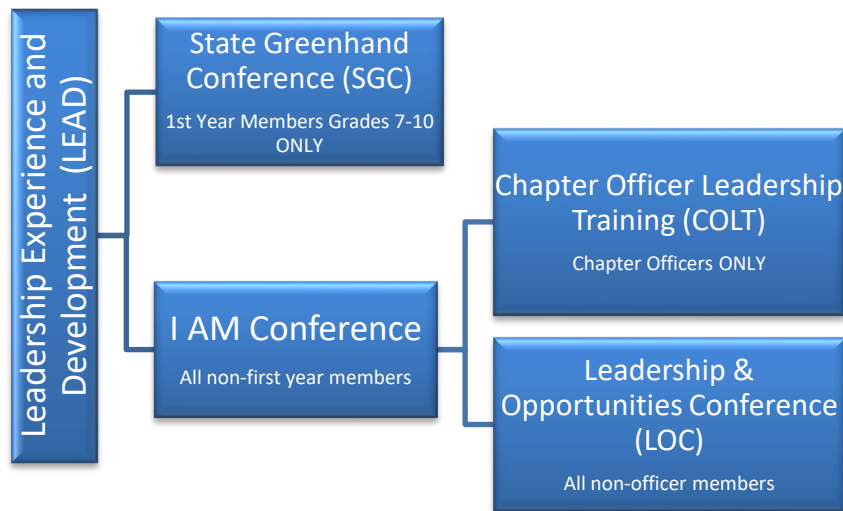 Leadership Experience and
Development (LEAD)
State Greenhand
Conference (SGC)
1st Year Members Grades 7-10
ONLY
I AM Conference
All non-first year members
Chapter Officer Leadership
Training (COLT)
Chapter Officers ONLY
Leadership &
Opportunities Conference
(LOC)
All non-officer members